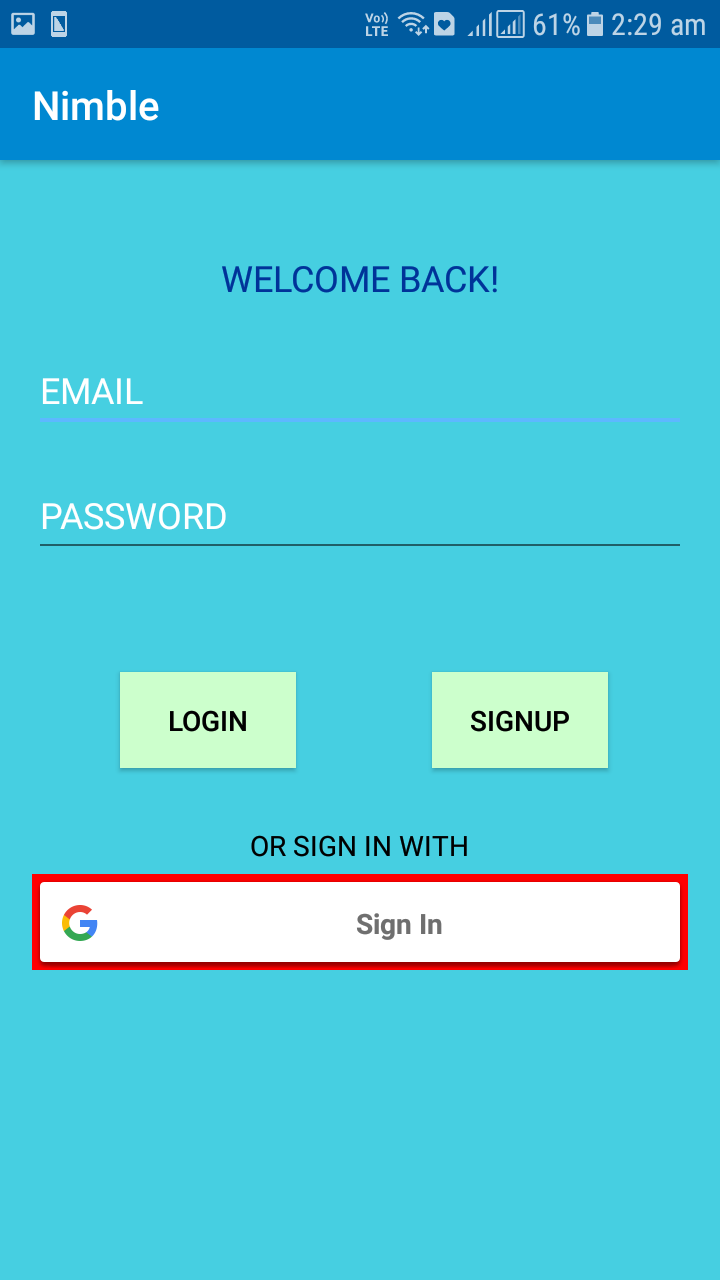 Vo)) LTE 61% 2:29 am
Nimble
WELCOME BACK!
EMAIL
PASSWORD
LOGIN SIGNUP
OR SIGN IN WITH
G Sign In